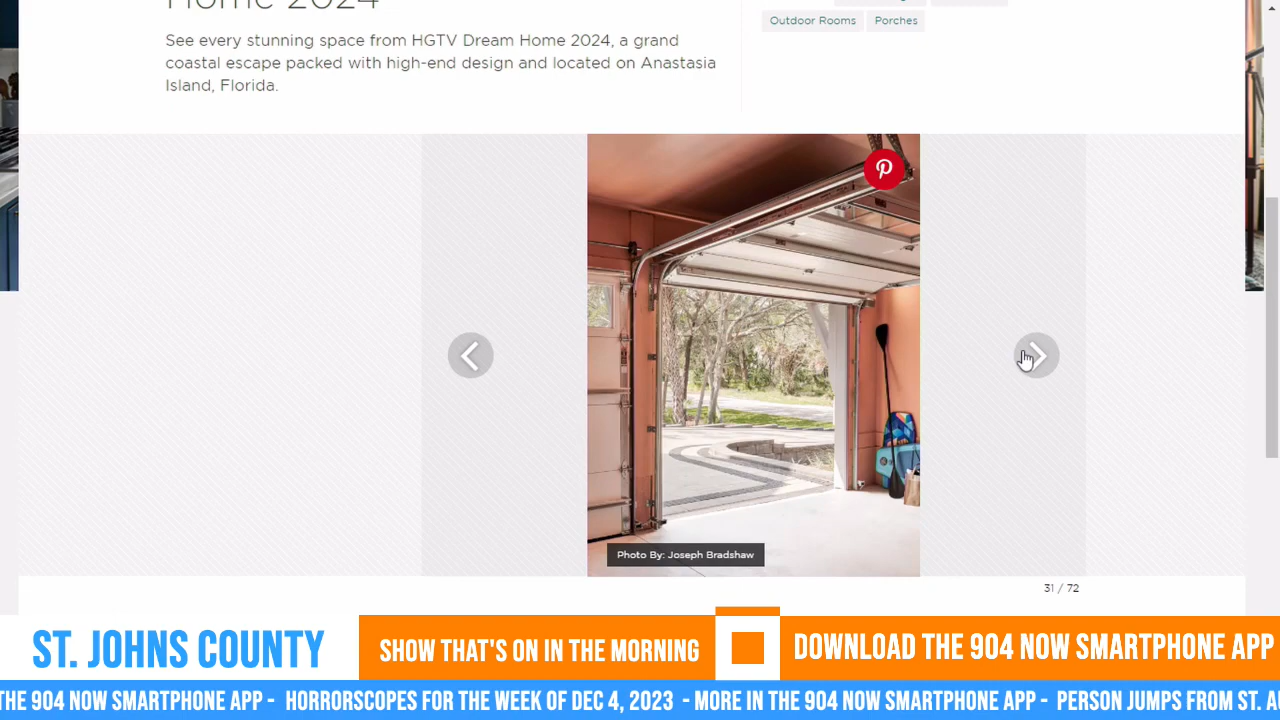 Home 2024
Outdoor Rooms
Porches
See every stunning space from HGTV Dream Home 2024, a grand
coastal escape packed with high-end design and located on Anastasia
Island, Florida.
Photo By: Joseph Bradshaw
31 / 72
ST. JOHNS COUNTY
SHOW THAT'S ON IN THE MORNING
DOWNLOAD THE 904 NOW SMARTPHONE APP
THE 904 NOW SMARTPHONE APP - HORRORSCOPES FOR THE WEEK OF DEC 4, 2023 - MORE IN THE 904 NOW SMARTPHONE APP - PERSON JUMPS FROM ST.